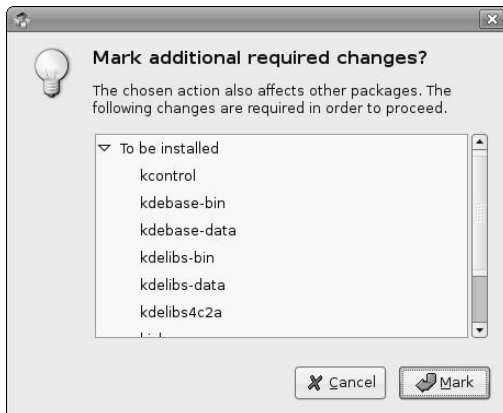 Mark additional required changes?
The chosen action also affects other packages. The
following changes are required in order to proceed.
To be installed
kcontrol
kdebase-bin
kdebase-data
kdelibs-bin
kdelibs-data
kdelibs4c2a
Cancel
Mark